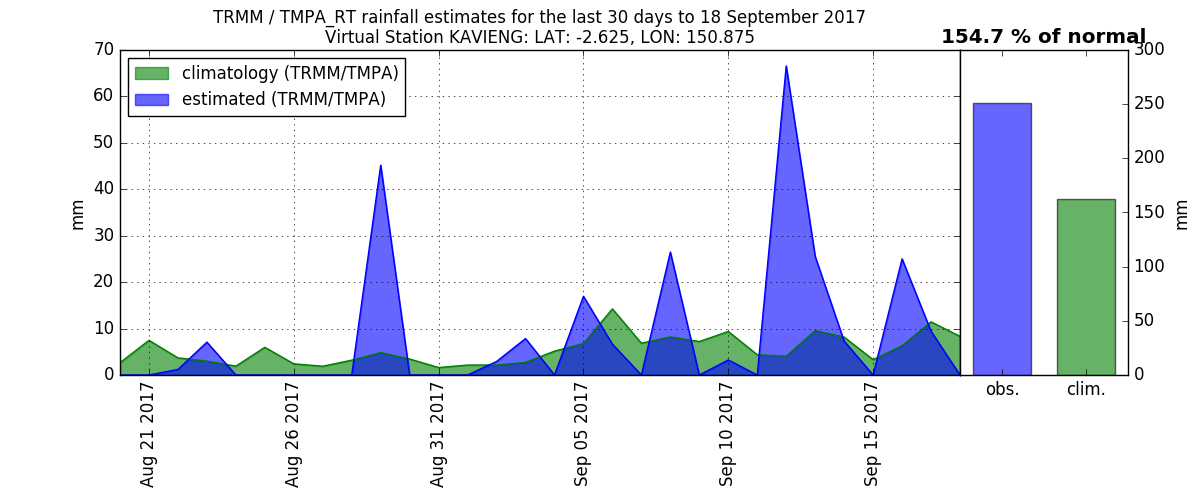 TRMM / TMPA_RT rainfall estimates for the last 30 days to 18 September 2017
Virtual Station KAVIENG: LAT: -2.625, LON: 150.875
154.7 % of normal
climatology (TRMM/TMPA)
estimated (TRMM/TMPA)
70
60
50
40
30
20
10
0
mm
Aug 21 2017
Aug 26 2017
Aug 31 2017
Sep 05 2017
Sep 10 2017
Sep 15 2017
obs.
clim.
300
250
200
150
100
50
0
mm